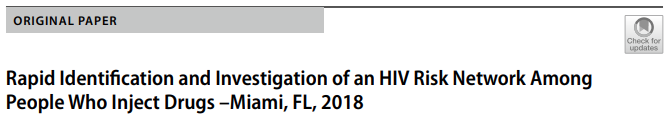 ORIGINAL PAPER
Check for
updates
Rapid Identification and Investigation of an HIV Risk Network Among
People Who Inject Drugs –Miami, FL, 2018